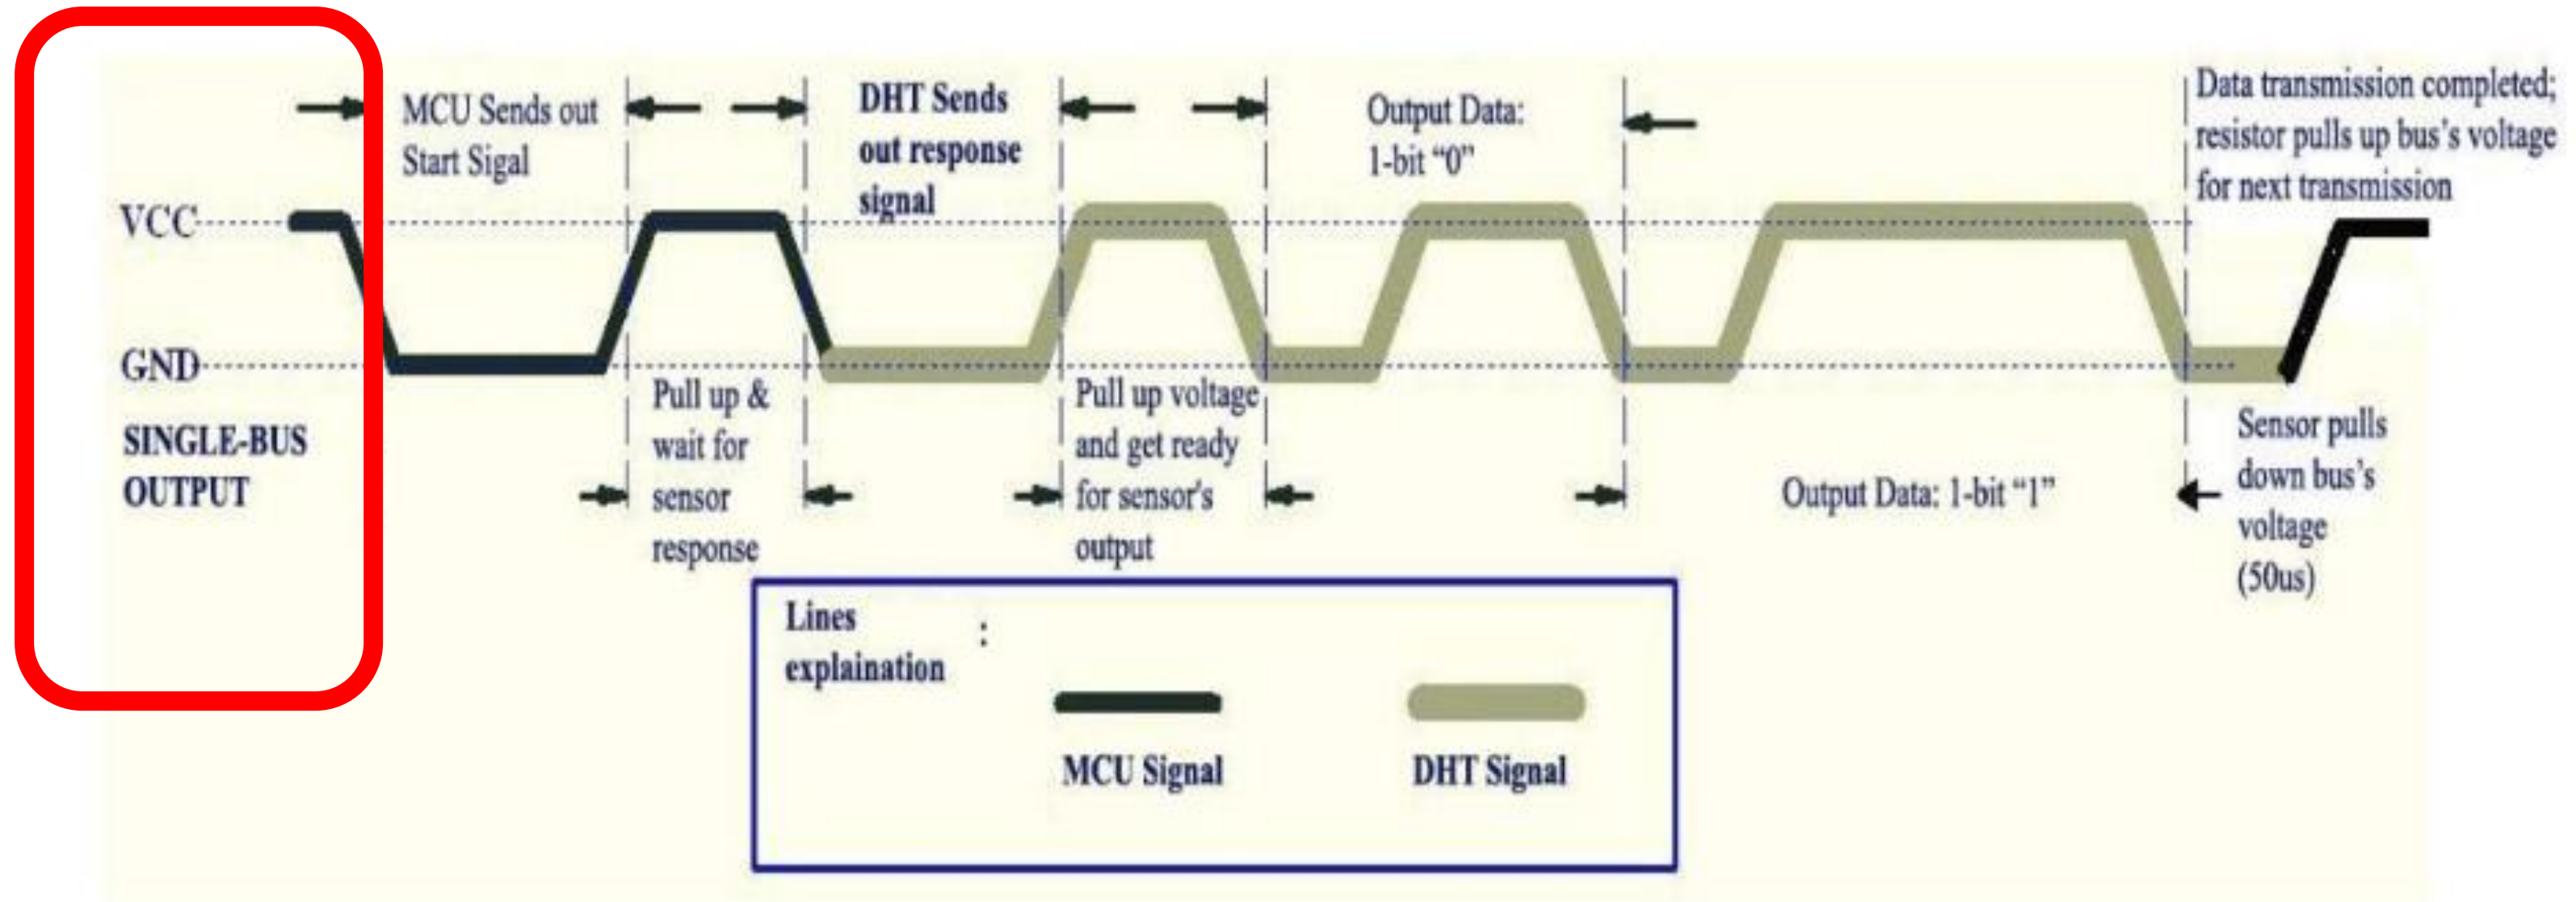 MCU Sends out
Start Sigal
DHT Sends
out response
signal
Output Data:
1-bit “0”
Data transmission completed;
resistor pulls up bus’s voltage
for next transmission
VCC
GND
SINGLE-BUS
OUTPUT
Pull up &
wait for
sensor
response
Pull up voltage
and get ready
for sensor's
output
Output Data: 1-bit “1”
Sensor pulls
down bus’s
voltage
(50us)
Lines
explaination :
MCU Signal
DHT Signal